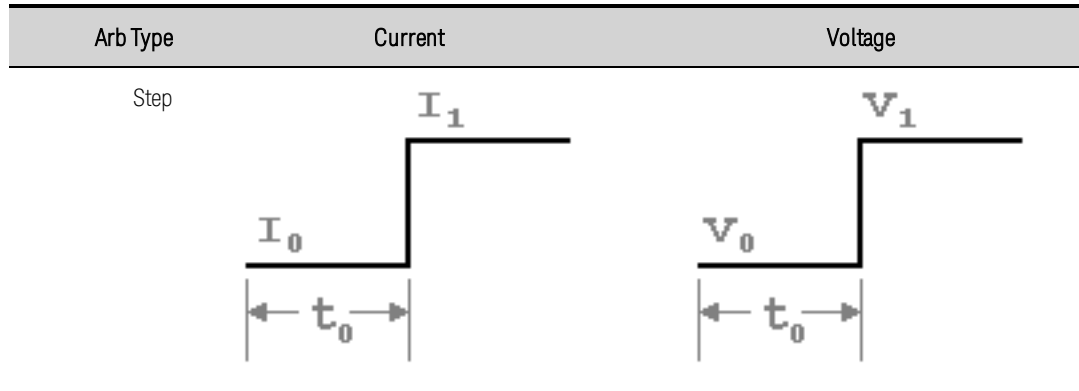 Arb Type Current Voltage
Step
I₁ V₁
I₀ V₀
t₀ t₀